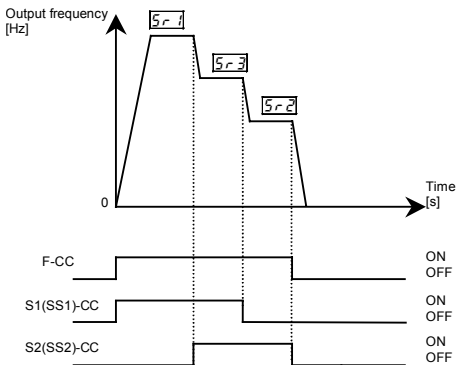 Output frequency
[Hz]
Sr1
Sr3
Sr2
0
Time
[s]
F-CC
ON
OFF
S1(SS1)-CC
ON
OFF
S2(SS2)-CC
ON
OFF